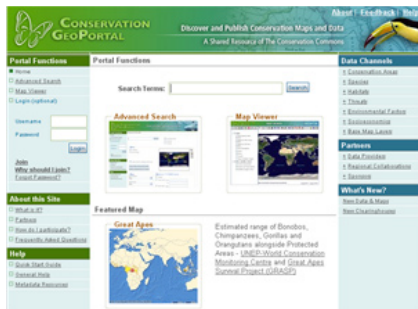 About | Feedback | Help
CONSERVATION
GEOPORTAL
Discover and Publish Conservation Maps and Data
A Shared Resource of The Conservation Commons
Portal Functions
Home
Advanced Search
Map Viewer
Login (optional)
Username
Password
Login
Join
Why should I join?
Forgot Password?
About this Site
What is it?
Partners
How do I participate?
Frequently Asked Questions
Help
Quick Start Guide
General Help
Metadata Resources
Portal Functions
Search Terms:
Search
Advanced Search
Map Viewer
Featured Map
Great Apes
Estimated range of Bonobos,
Chimpanzees, Gorillas and
Orangutans alongside Protected
Areas - UNEP-World Conservation
Monitoring Centre and Great Apes
Survival Project (GRASP)
Data Channels
Conservation Areas
Species
Habitats
Threats
Environmental Factors
Socioeconomics
Base Map Layers
Partners
Data Providers
Regional Collaborations
Sponsors
What's New?
New Data & Maps
New Clearinghouses